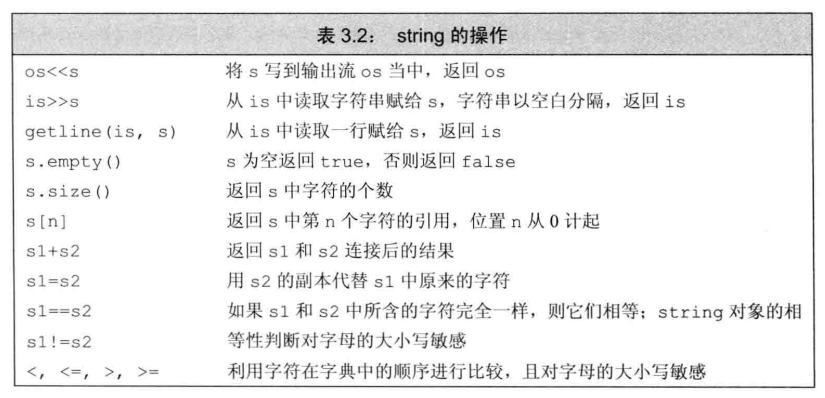 表 3.2： string 的操作
os<<s 将 s 写到输出流 os 当中，返回 os
is>>s 从 is 中读取字符串赋给 s，字符串以空白分隔，返回 is
getline(is, s) 从 is 中读取一行赋给 s，返回 is
s.empty() s 为空返回 true，否则返回 false
s.size() 返回 s 中字符的个数
s[n] 返回 s 中第 n 个字符的引用，位置 n 从 0 计起
s1+s2 返回 s1 和 s2 连接后的结果
s1=s2 用 s2 的副本代替 s1 中原来的字符
s1==s2 如果 s1 和 s2 中所含的字符完全一样，则它们相等；string 对象的相
s1!=s2 等性判断对字母的大小写敏感
<, <=, >, >= 利用字符在字典中的顺序进行比较，且对字母的大小写敏感